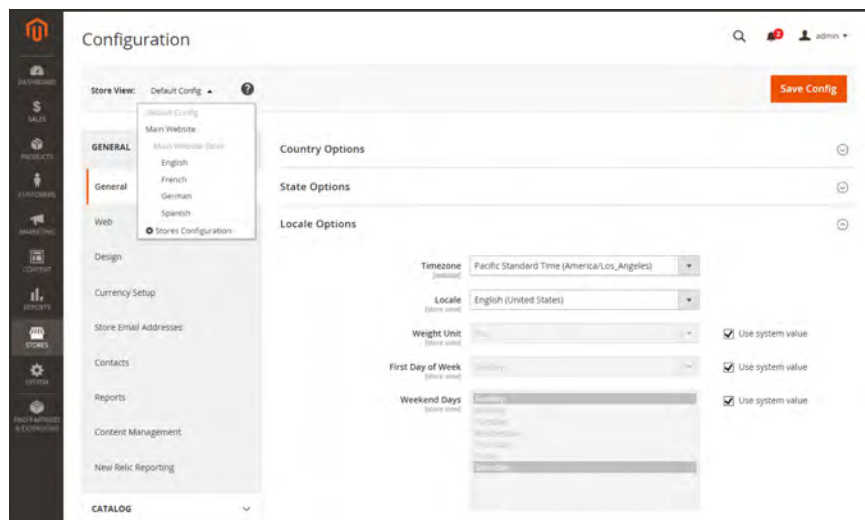 Configuration
2
admin
Store View: Default Config
Save Config
Default Config
Main Website
Main Website Store
English
French
German
Spanish
Stores Configuration
DASHBOARD
SALES
PRODUCTS
CUSTOMERS
MARKETING
CONTENT
REPORTS
STORES
SYSTEM
FIND PARTNERS
& EXTENSIONS
GENERAL
General
Web
Design
Currency Setup
Store Email Addresses
Contacts
Reports
Content Management
New Relic Reporting
CATALOG
Country Options
State Options
Locale Options
Timezone
[website]
Pacific Standard Time (America/Los_Angeles)
Locale
[store view]
English (United States)
Weight Unit
[store view]
Use system value
First Day of Week
[store view]
Sunday
Use system value
Weekend Days
[store view]
Use system value
Sunday
Monday
Tuesday
Wednesday
Thursday
Friday
Saturday